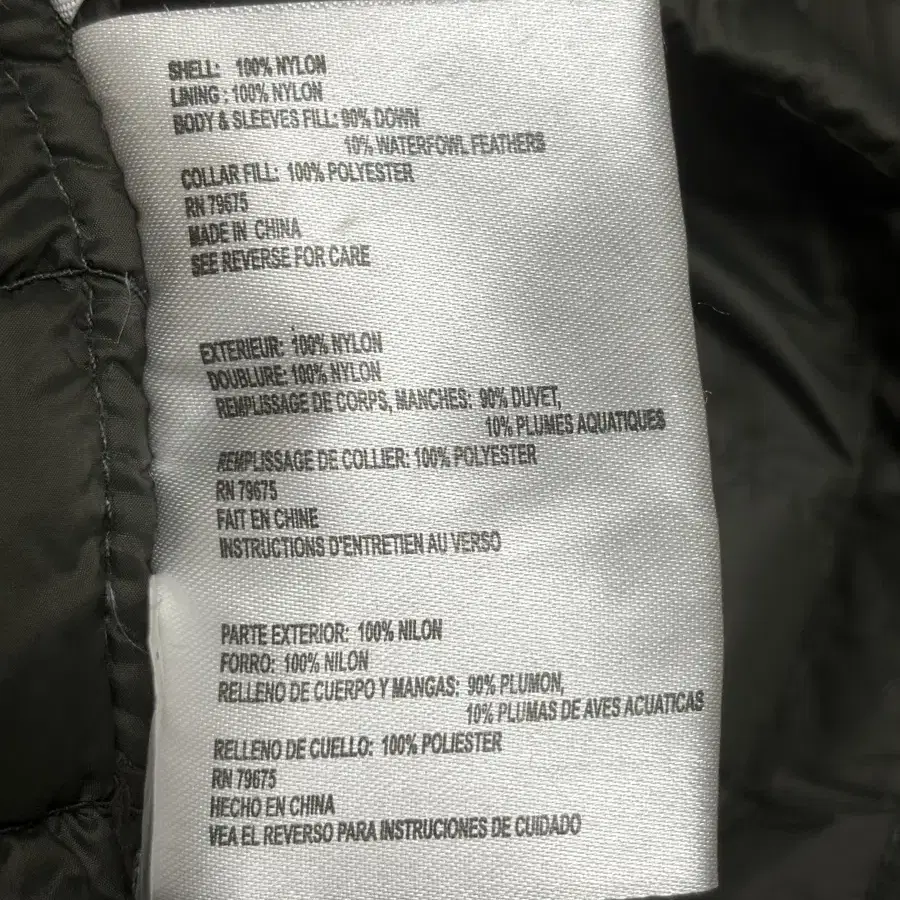 SHELL: 100% NYLON
LINING : 100% NYLON
BODY & SLEEVES FILL: 90% DOWN
10% WATERFOWL FEATHERS
COLLAR FILL: 100% POLYESTER
RN 79675
MADE IN CHINA
SEE REVERSE FOR CARE
EXTERIEUR: 100% NYLON
DOUBLURE: 100% NYLON
REMPLISSAGE DE CORPS, MANCHES: 90% DUVET,
10% PLUMES AQUATIQUES
REMPLISSAGE DE COLLIER: 100% POLYESTER
RN 79675
FAIT EN CHINE
INSTRUCTIONS D'ENTRETIEN AU VERSO
PARTE EXTERIOR: 100% NILON
FORRO: 100% NILON
RELLENO DE CUERPO Y MANGAS: 90% PLUMON,
10% PLUMAS DE AVES ACUATICAS
RELLENO DE CUELLO: 100% POLIESTER
RN 79675
HECHO EN CHINA
VEA EL REVERSO PARA INSTRUCIONES DE CUIDADO